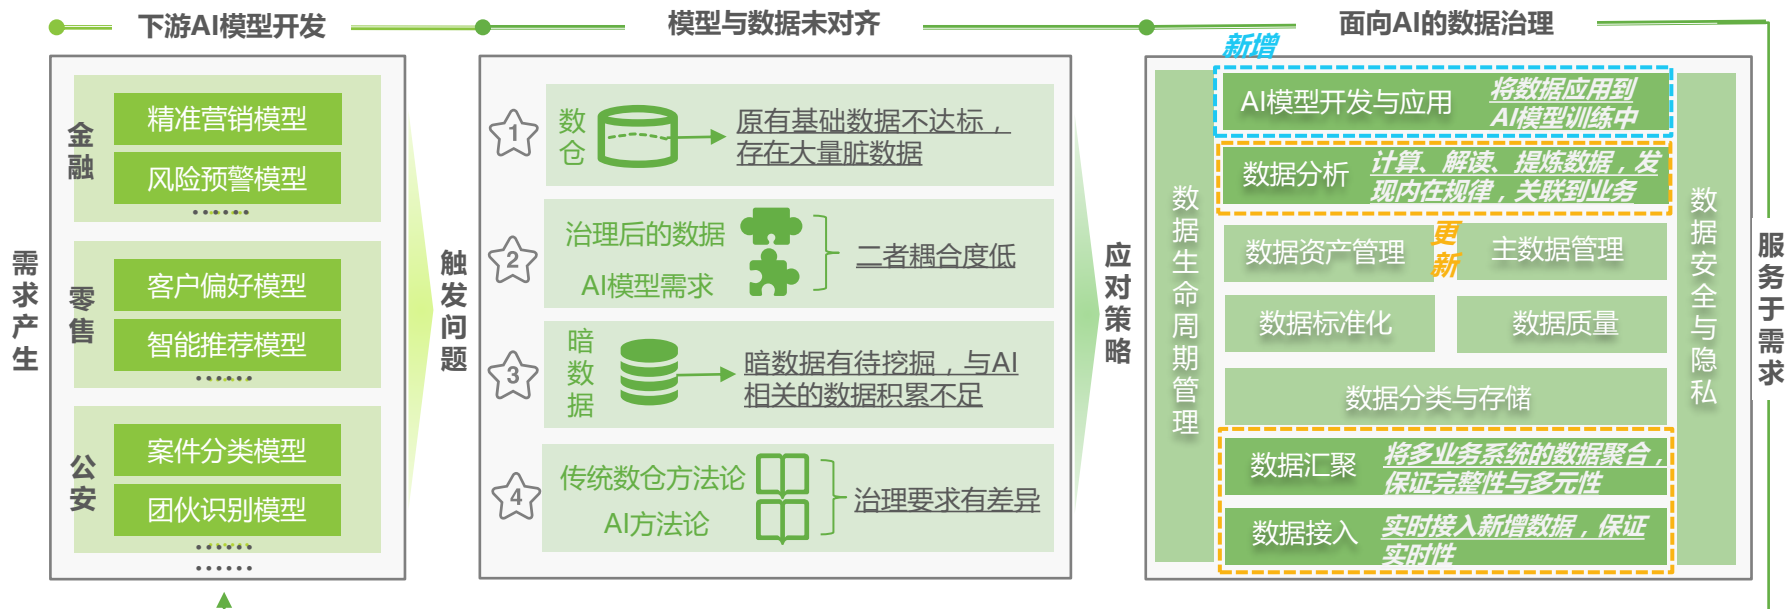 下游AI模型开发
模型与数据未对齐
面向AI的数据治理
需求产生
金融
精准营销模型
风险预警模型
······
零售
客户偏好模型
智能推荐模型
······
公安
案件分类模型
团伙识别模型
······
······
触发问题
1
数仓
原有基础数据不达标，
存在大量脏数据
2
治理后的数据
AI模型需求
二者耦合度低
3
暗数据
暗数据有待挖掘，与AI
相关的数据积累不足
4
传统数仓方法论
AI方法论
治理要求有差异
应对策略
数据生命周期管理
新增
AI模型开发与应用
将数据应用到
AI模型训练中
数据分析
计算、解读、提炼数据，发
现内在规律，关联到业务
数据资产管理
更新
主数据管理
数据标准化
数据质量
数据分类与存储
数据汇聚
将多业务系统的数据聚合，
保证完整性与多元性
数据接入
实时接入新增数据，保证
实时性
数据安全与隐私
服务于需求